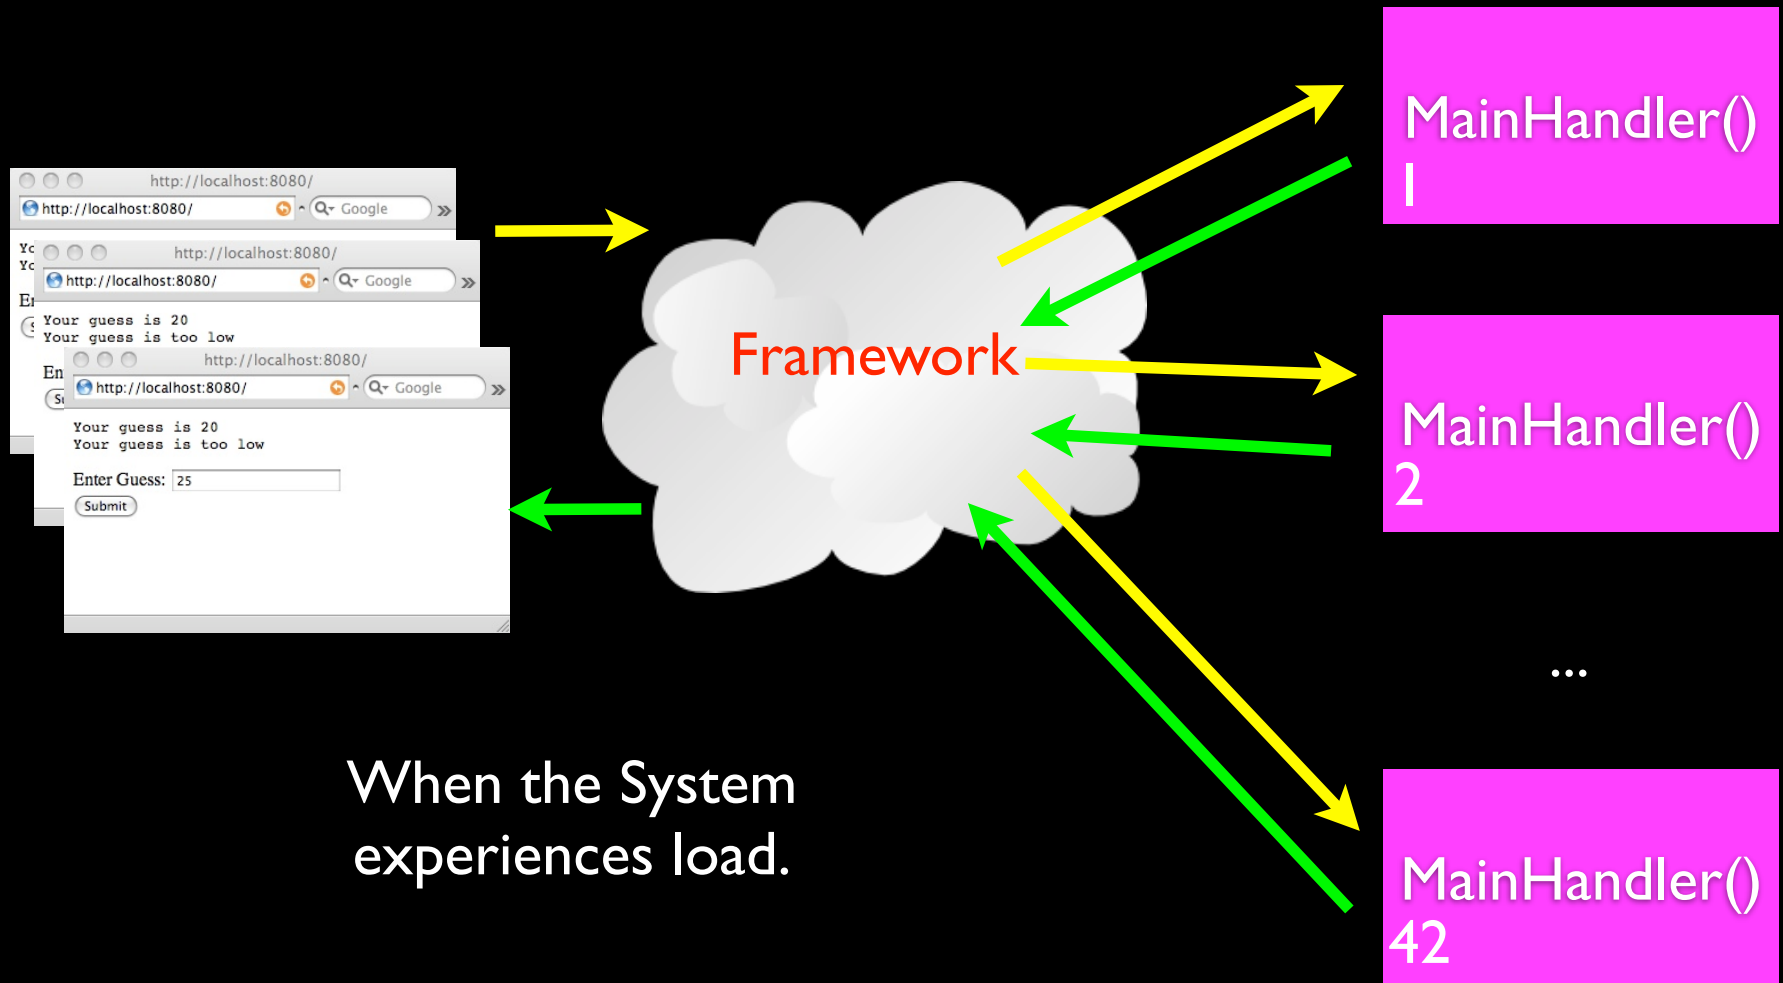 http://localhost:8080/
http://localhost:8080/ Google
http://localhost:8080/
http://localhost:8080/ Google
Your guess is 20
Your guess is too low
http://localhost:8080/
http://localhost:8080/ Google
Your guess is 20
Your guess is too low
Enter Guess: 25
Submit
Framework
MainHandler()
1
MainHandler()
2
...
MainHandler()
42
When the System
experiences load.